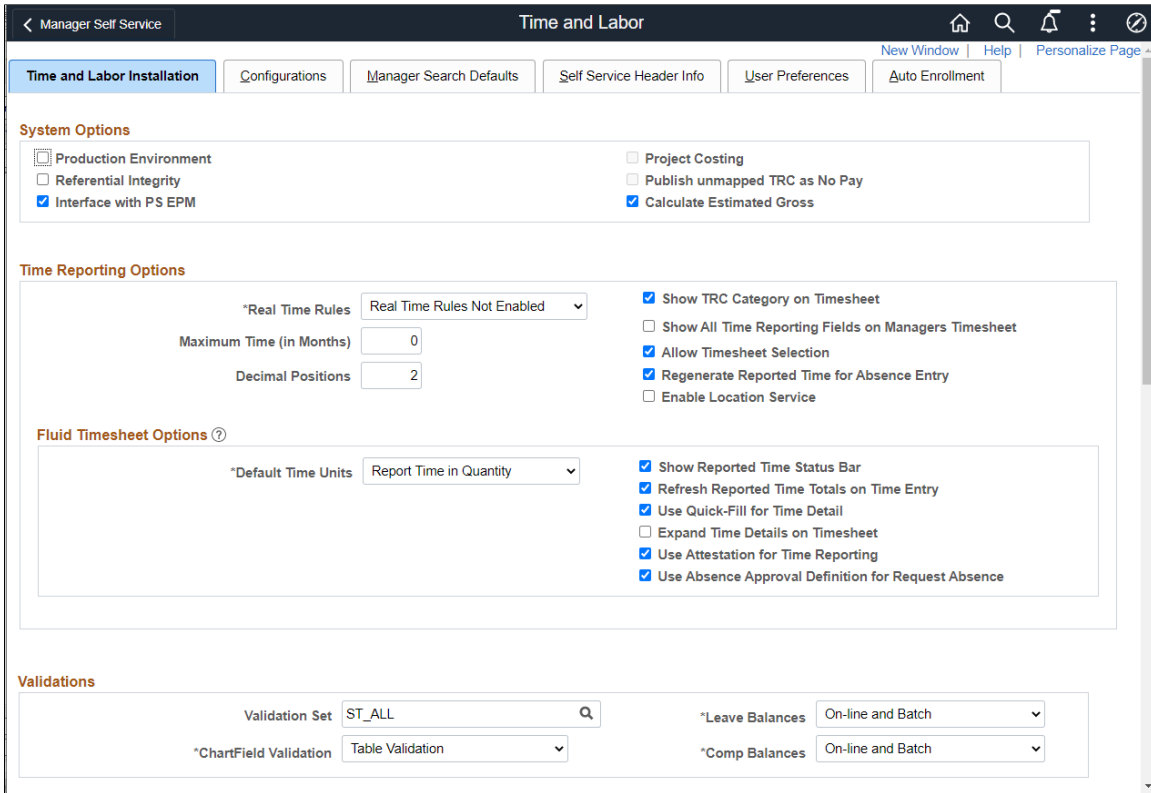 Manager Self Service
Time and Labor
New Window | Help | Personalize Page
Time and Labor Installation
Configurations
Manager Search Defaults
Self Service Header Info
User Preferences
Auto Enrollment
System Options
Production Environment
Project Costing
Referential Integrity
Publish unmapped TRC as No Pay
Interface with PS EPM
Calculate Estimated Gross
Time Reporting Options
*Real Time Rules Real Time Rules Not Enabled
Maximum Time (in Months) 0
Decimal Positions 2
Show TRC Category on Timesheet
Show All Time Reporting Fields on Managers Timesheet
Allow Timesheet Selection
Regenerate Reported Time for Absence Entry
Enable Location Service
Fluid Timesheet Options ?
*Default Time Units Report Time in Quantity
Show Reported Time Status Bar
Refresh Reported Time Totals on Time Entry
Use Quick-Fill for Time Detail
Expand Time Details on Timesheet
Use Attestation for Time Reporting
Use Absence Approval Definition for Request Absence
Validations
Validation Set ST_ALL
*Leave Balances On-line and Batch
*ChartField Validation Table Validation
*Comp Balances On-line and Batch